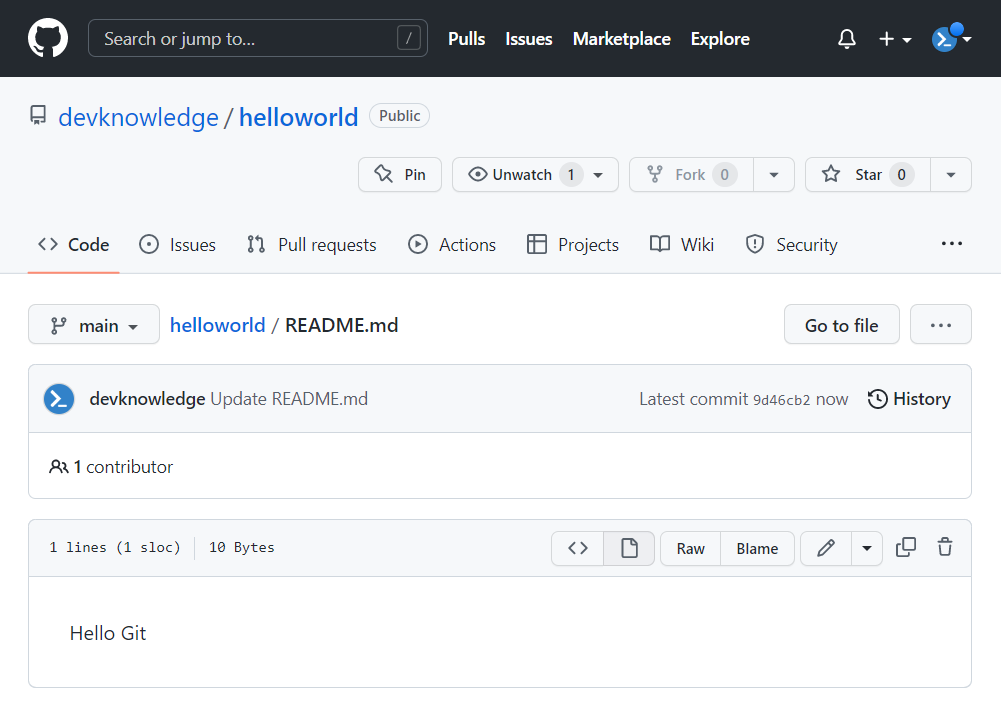 Search or jump to... /
Pulls Issues Marketplace Explore
devknowledge / helloworld Public
Pin Unwatch 1 Fork 0 Star 0
Code Issues Pull requests Actions Projects Wiki Security
main helloworld / README.md Go to file
devknowledge Update README.md Latest commit 9d46cb2 now History
1 contributor
1 lines (1 sloc) 10 Bytes Raw Blame
Hello Git